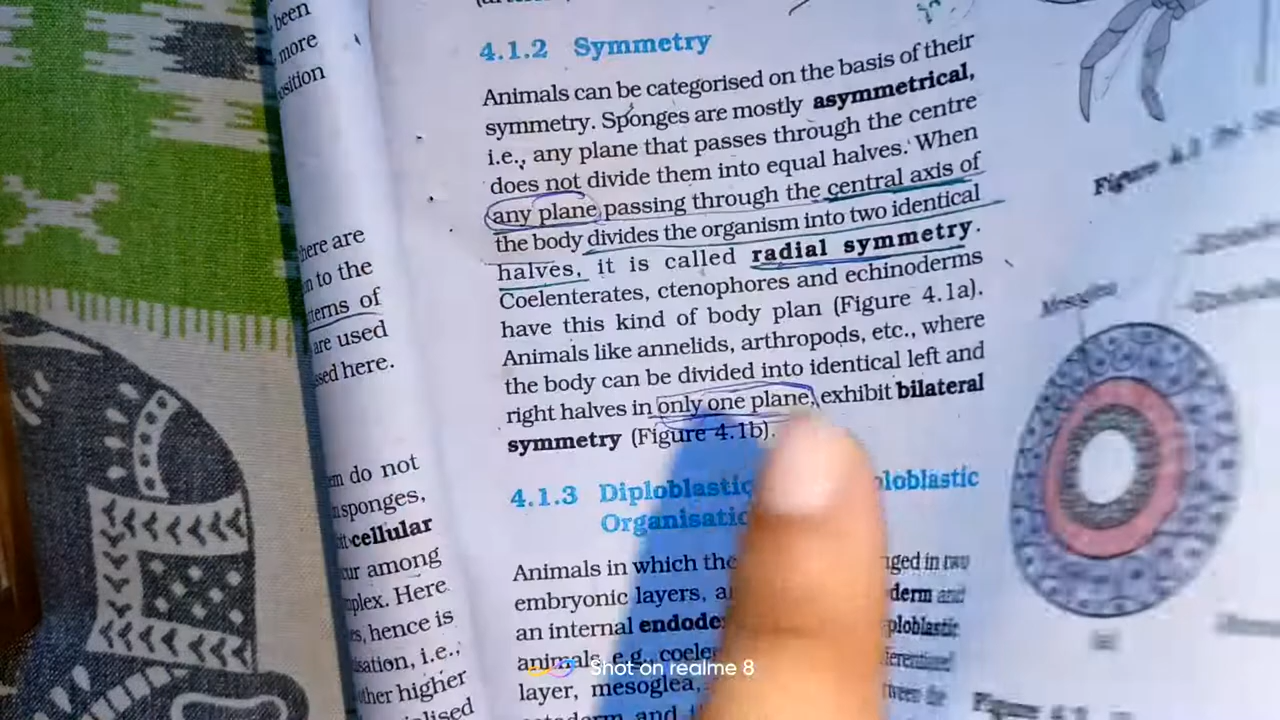 been
more
osition
here are
n to the
terns of
are used
sed here.
m do not
sponges,
cellular
ur among
plex. Here
es, hence is
sation, i.e.,
ther higher
ialised
4.1.2 Symmetry
Animals can be categorised on the basis of their
symmetry. Sponges are mostly asymmetrical,
i.e., any plane that passes through the centre
does not divide them into equal halves. When
any plane passing through the central axis of
the body divides the organism into two identical
halves, it is called radial symmetry.
Coelenterates, ctenophores and echinoderms
have this kind of body plan (Figure 4.1a).
Animals like annelids, arthropods, etc., where
the body can be divided into identical left and
right halves in only one plane, exhibit bilateral
symmetry (Figure 4.1b).
4.1.3 Diploblastic ploblastic
Organisatio
Animals in which the nged in two
embryonic layers, a derm and
an internal endode ploblastic
animals, e.g., coele
layer, mesoglea,
Mesoglea
(a)
Shot on realme 8